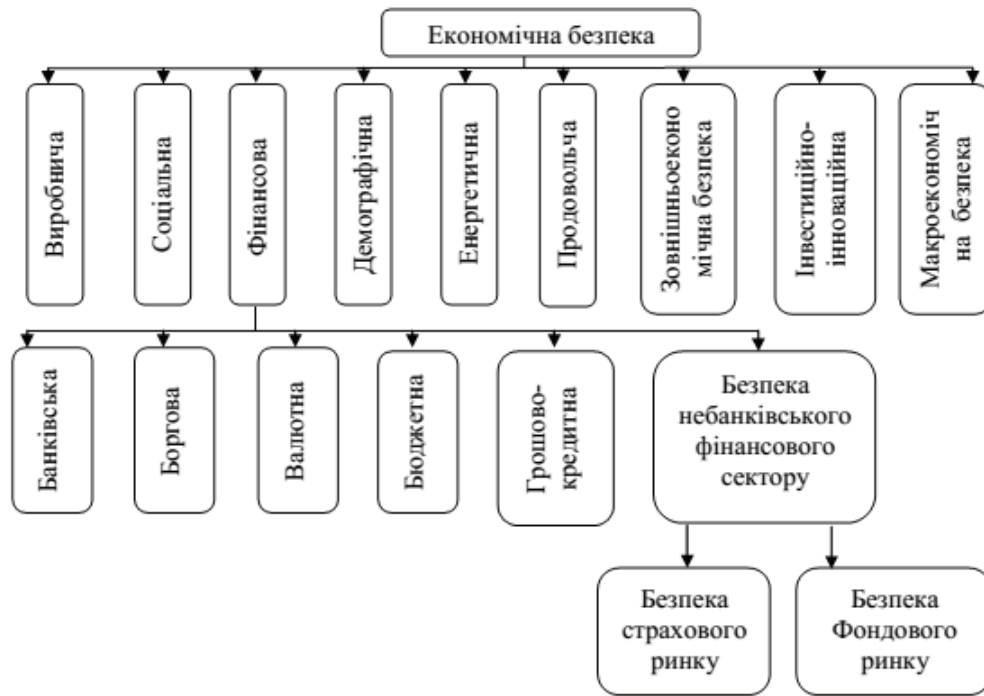 Економічна безпека
Виробнича
Соціальна
Фінансова
Демографічна
Енергетична
Продовольча
Зовнішньоеконо
мічна безпека
Інвестиційно-
інноваційна
Макроекономіч
на безпека
Банківська
Боргова
Валютна
Бюджетна
Грошово-
кредитна
Безпека
небанківського
фінансового
сектору
Безпека
страхового
ринку
Безпека
Фондового
ринку